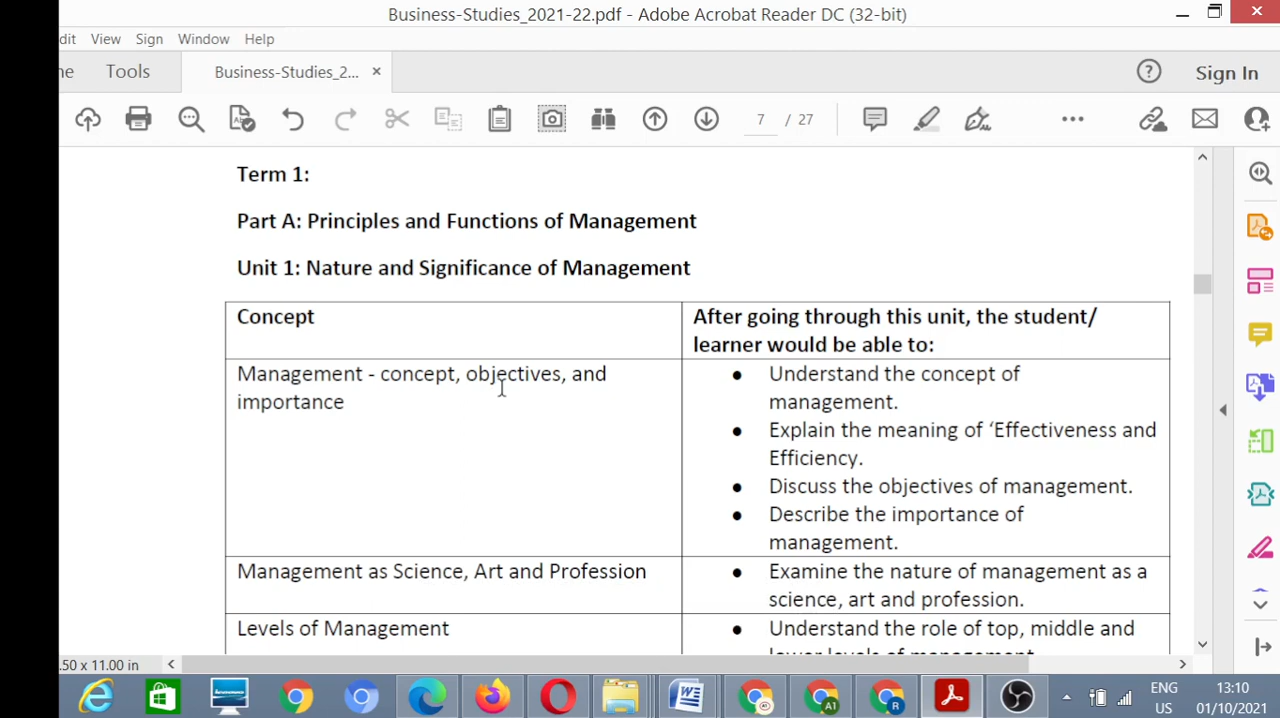 Business-Studies_2021-22.pdf - Adobe Acrobat Reader DC (32-bit)
dit View Sign Window Help
ne Tools Business-Studies_2... × Sign In
7 / 27
Term 1:
Part A: Principles and Functions of Management
Unit 1: Nature and Significance of Management
Concept
After going through this unit, the student/
learner would be able to:
Management - concept, objectives, and
importance
● Understand the concept of
management.
● Explain the meaning of ‘Effectiveness and
Efficiency.
● Discuss the objectives of management.
● Describe the importance of
management.
Management as Science, Art and Profession
● Examine the nature of management as a
science, art and profession.
Levels of Management
● Understand the role of top, middle and
lower levels of management
.50 x 11.00 in
ENG
US
13:10
01/10/2021